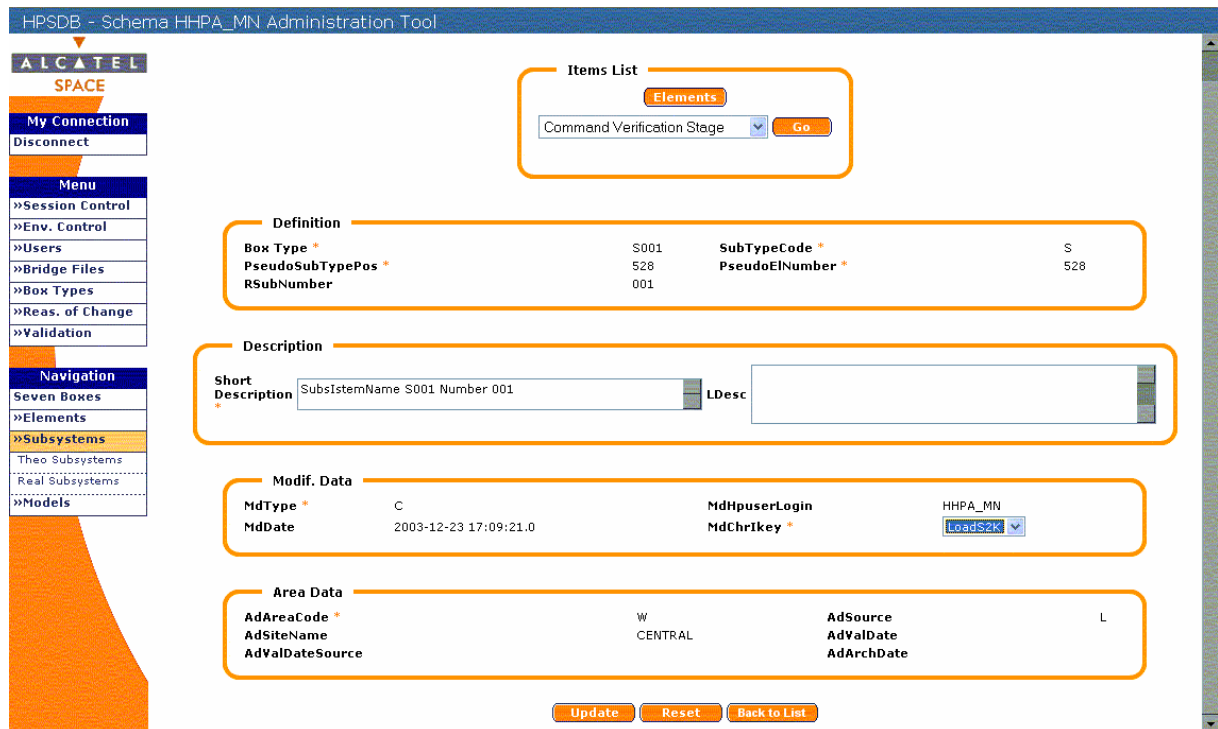 HPSDB - Schema HHPA_MN Administration Tool
ALCATEL
SPACE
My Connection
Disconnect
Menu
»Session Control
»Env. Control
»Users
»Bridge Files
»Box Types
»Reas. of Change
»Validation
Navigation
Seven Boxes
»Elements
»Subsystems
Theo Subsystems
Real Subsystems
»Models
Items List
Elements
Command Verification Stage Go
Definition
Box Type * S001 SubTypeCode * S
PseudoSubTypePos * 528 PseudoElNumber * 528
RSubNumber 001
Description
Short Description * SubsIstemName S001 Number 001 LDesc
Modif. Data
MdType * C MdHpuserLogin HHPA_MN
MdDate 2003-12-23 17:09:21.0 MdChrIkey * LoadS2K
Area Data
AdAreaCode * W AdSource L
AdSiteName CENTRAL AdValDate
AdValDateSource AdArchDate
Update Reset Back to List